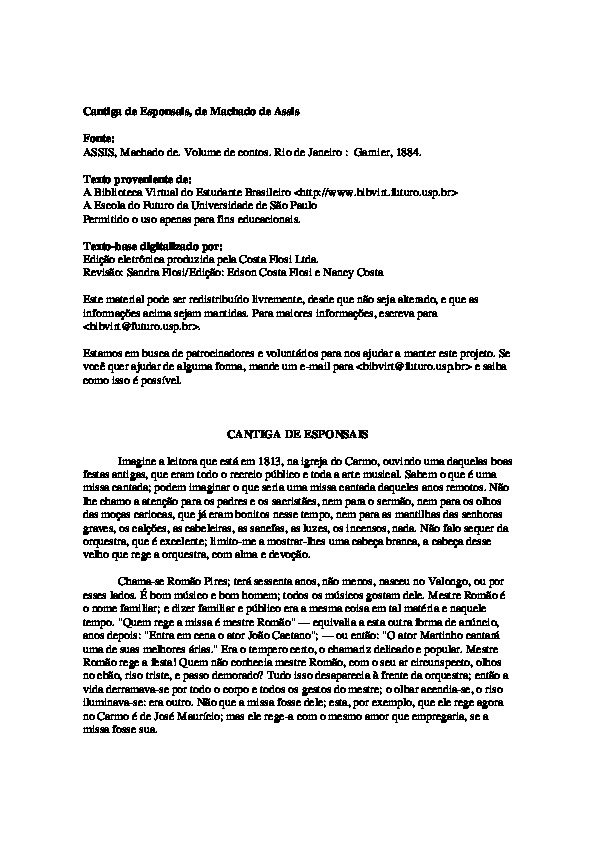 Cantiga de Esponsais, de Machado de Assis
Fonte:
ASSIS, Machado de. Volume de contos. Rio de Janeiro : Garnier, 1884.
Texto proveniente de:
A Biblioteca Virtual do Estudante Brasileiro <http://www.bibvirt.futuro.usp.br>
A Escola do Futuro da Universidade de São Paulo
Permitido o uso apenas para fins educacionais.
Texto-base digitalizado por:
Edição eletrônica produzida pela Costa Flosi Ltda.
Revisão: Sandra Flosi/Edição: Edson Costa Flosi e Nancy Costa
Este material pode ser redistribuído livremente, desde que não seja alterado, e que as
informações acima sejam mantidas. Para maiores informações, escreva para
<bibvirt@futuro.usp.br>.
Estamos em busca de patrocinadores e voluntários para nos ajudar a manter este projeto. Se
você quer ajudar de alguma forma, mande um e-mail para <bibvirt@futuro.usp.br> e saiba
como isso é possível.
CANTIGA DE ESPONSAIS
Imagine a leitora que está em 1813, na igreja do Carmo, ouvindo uma daquelas boas
festas antigas, que eram todo o recreio público e toda a arte musical. Sabem o que é uma
missa cantada; podem imaginar o que seria uma missa cantada daqueles anos remotos. Não
lhe chamo a atenção para os padres e os sacristães, nem para o sermão, nem para os olhos
das moças cariocas, que já eram bonitos nesse tempo, nem para as mantilhas das senhoras
graves, os calções, as cabeleiras, as sanefas, as luzes, os incensos, nada. Não falo sequer da
orquestra, que é excelente; limito-me a mostrar-lhes uma cabeça branca, a cabeça desse
velho que rege a orquestra, com alma e devoção.
Chama-se Romão Pires; terá sessenta anos, não menos, nasceu no Valongo, ou por
esses lados. É bom músico e bom homem; todos os músicos gostam dele. Mestre Romão é
o nome familiar; e dizer familiar e público era a mesma coisa em tal matéria e naquele
tempo. "Quem rege a missa é mestre Romão" — equivalia a esta outra forma de anúncio,
anos depois: "Entra em cena o ator João Caetano"; — ou então: "O ator Martinho cantará
uma de suas melhores árias." Era o tempero certo, o chamariz delicado e popular. Mestre
Romão rege a festa! Quem não conhecia mestre Romão, com o seu ar circunspecto, olhos
no chão, riso triste, e passo demorado? Tudo isso desaparecia à frente da orquestra; então a
vida derramava-se por todo o corpo e todos os gestos do mestre; o olhar acendia-se, o riso
iluminava-se: era outro. Não que a missa fosse dele; esta, por exemplo, que ele rege agora
no Carmo é de José Maurício; mas ele rege-a com o mesmo amor que empregaria, se a
missa fosse sua.